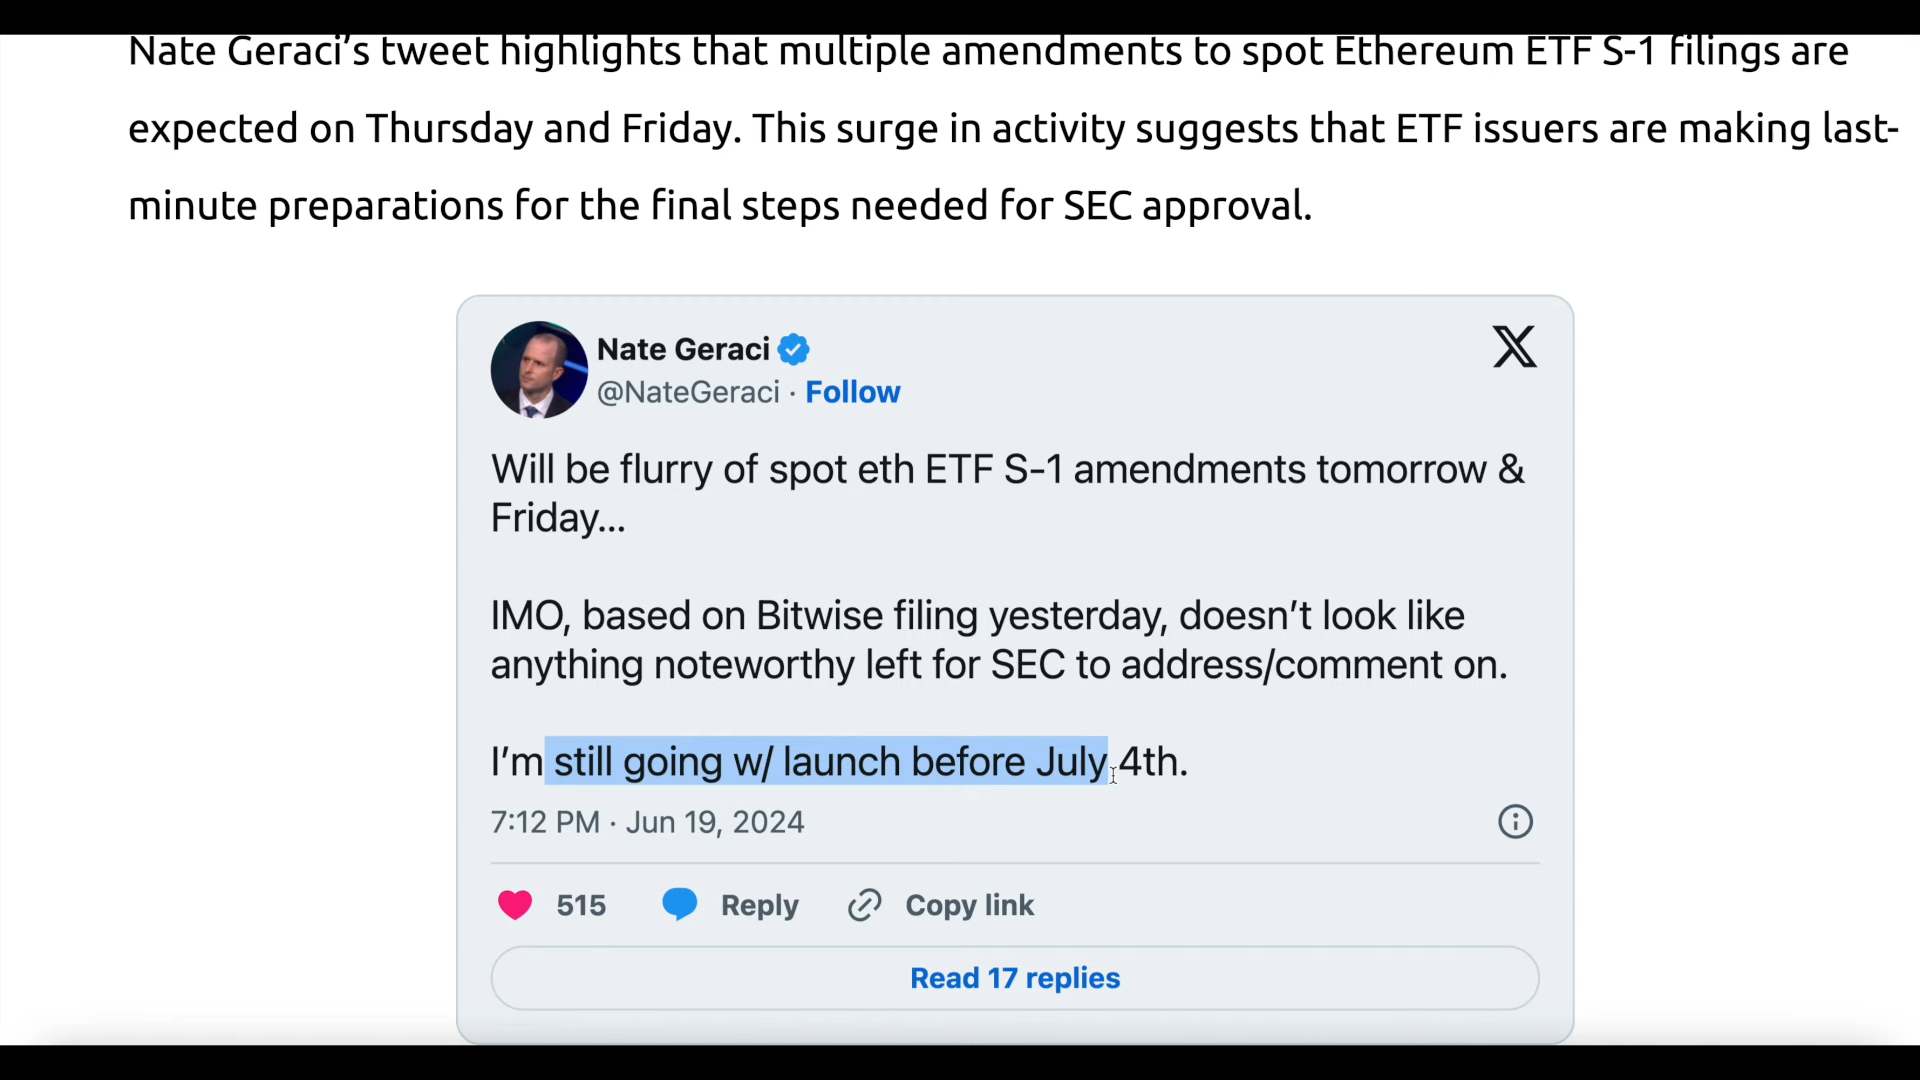 Nate Geraci’s tweet highlights that multiple amendments to spot Ethereum ETF S-1 filings are
expected on Thursday and Friday. This surge in activity suggests that ETF issuers are making last-
minute preparations for the final steps needed for SEC approval.
Nate Geraci
@NateGeraci · Follow
Will be flurry of spot eth ETF S-1 amendments tomorrow &
Friday...
IMO, based on Bitwise filing yesterday, doesn’t look like
anything noteworthy left for SEC to address/comment on.
I’m still going w/ launch before July 4th.
7:12 PM · Jun 19, 2024
515 Reply Copy link
Read 17 replies